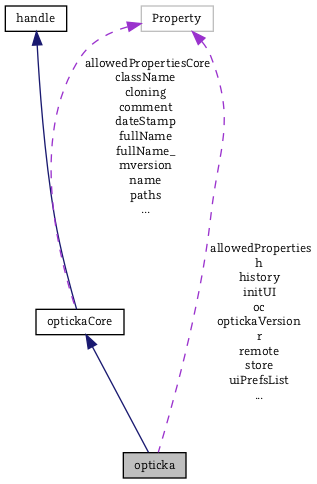 handle
Property
allowedPropertiesCore
className
cloning
comment
dateStamp
fullName
fullName_
mversion
name
paths
...
allowedProperties
h
history
initUI
oc
optickaVersion
r
remote
store
uiPrefsList
...
optickaCore
opticka